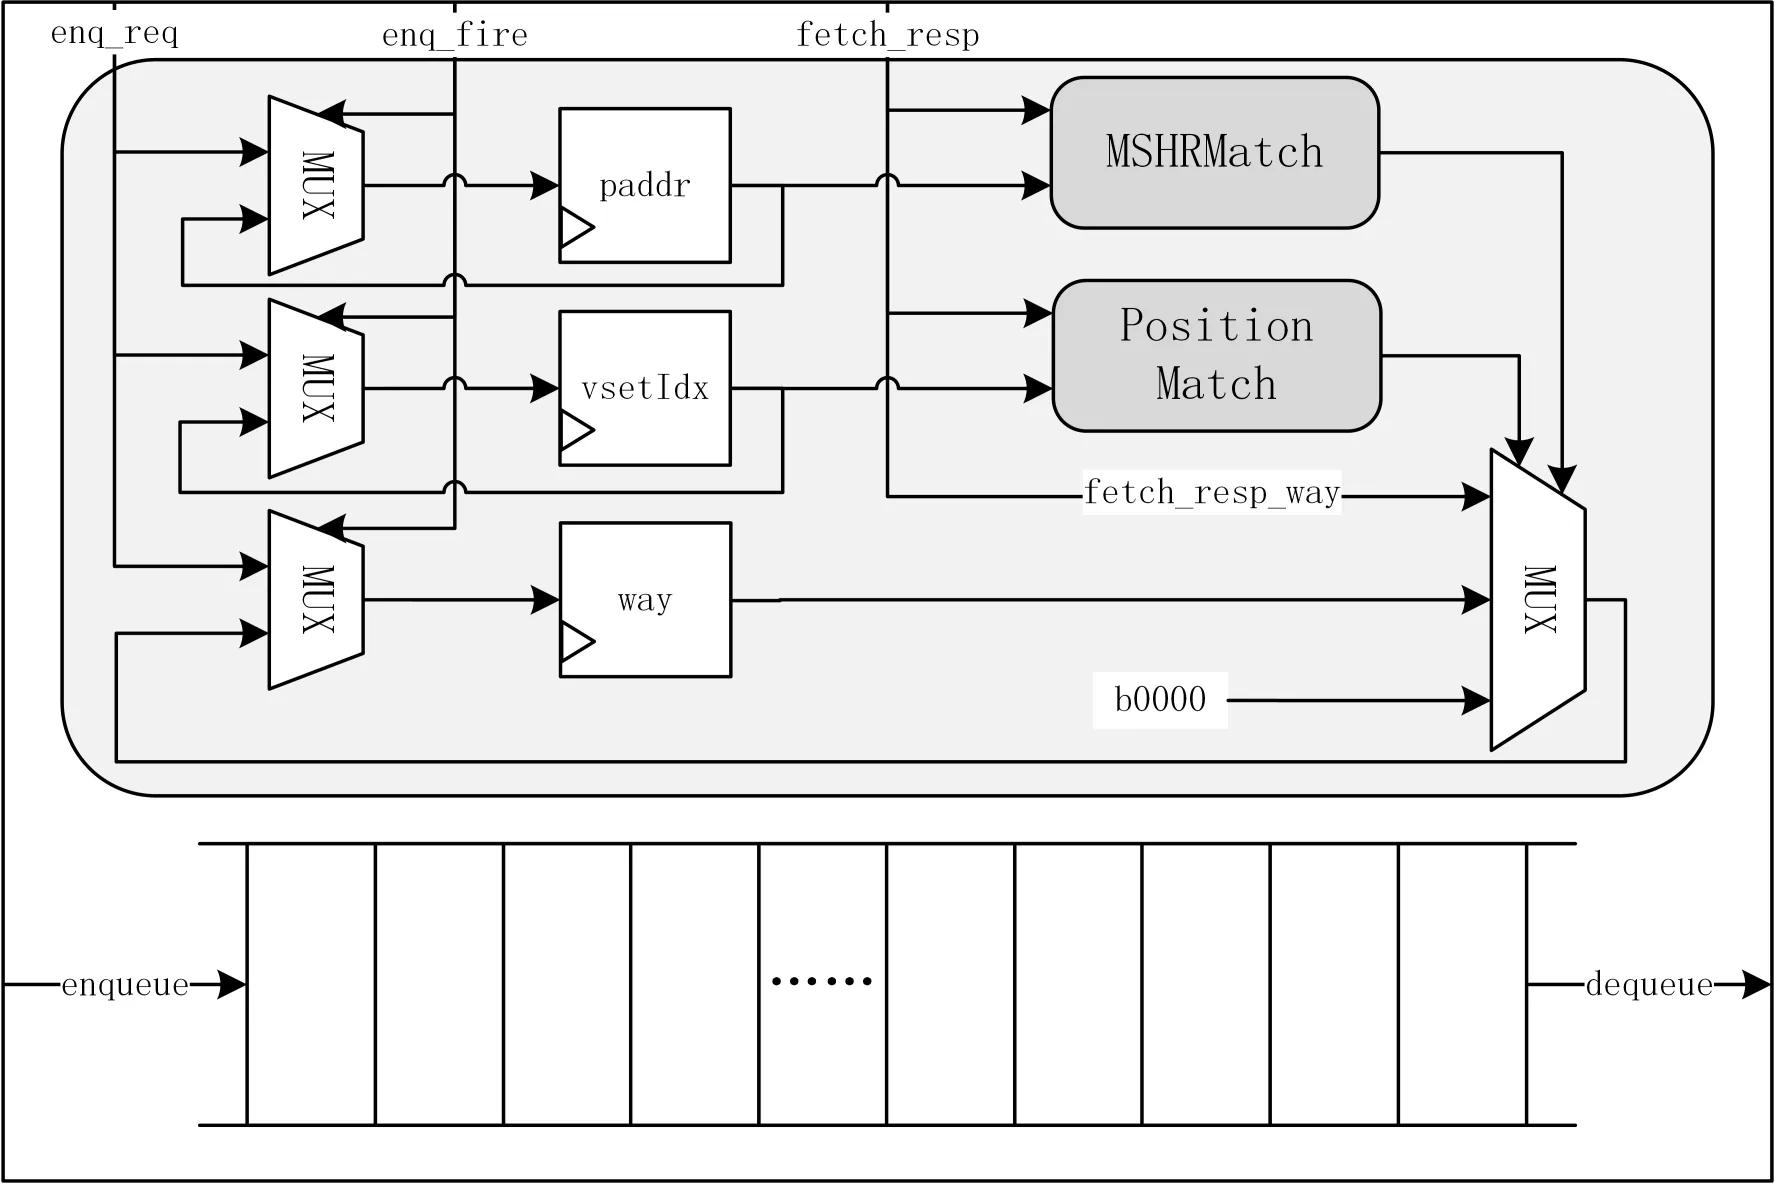 enq_req
enq_fire
fetch_resp
MUX
paddr
MSHRMatch
MUX
vsetIdx
Position
Match
fetch_resp_way
MUX
way
MUX
b0000
......
enqueue
dequeue